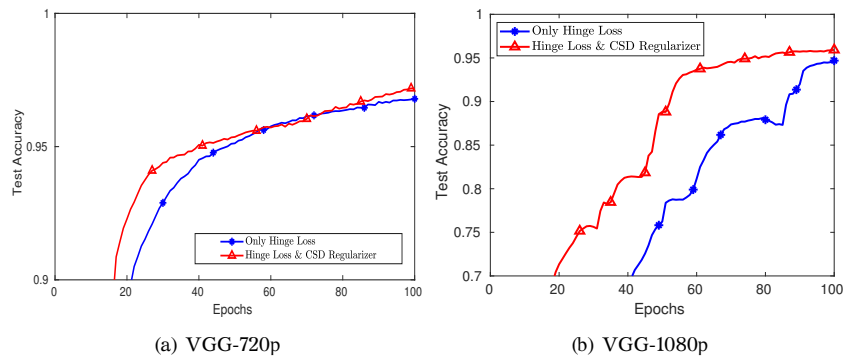 1
0.95
0.9
Test Accuracy
0 20 40 60 80 100
Epochs
Only Hinge Loss
Hinge Loss & CSD Regularizer
(a) VGG-720p
1
0.95
0.9
0.85
0.8
0.75
0.7
Test Accuracy
0 20 40 60 80 100
Epochs
Only Hinge Loss
Hinge Loss & CSD Regularizer
(b) VGG-1080p